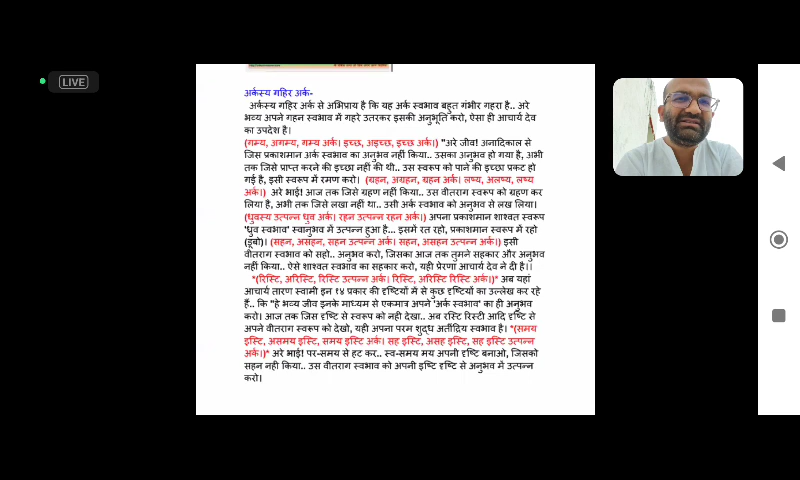 LIVE
अर्कस्य गहिर अर्क-
अर्कस्य गहिर अर्क से अभिप्राय है कि यह अर्क स्वभाव बहुत गंभीर गहरा है.. अरे
भव्य अपने गहन स्वभाव में गहरे उतरकर इसकी अनुभूति करो, ऐसा ही आचार्य देव
का उपदेश है।
(गम्य, अगम्य, गम्य अर्क। इच्छ, अइच्छ, इच्छ अर्क।) "अरे जीव! अनादिकाल से
जिस प्रकाशमान अर्क स्वभाव का अनुभव नहीं किया.. उसका अनुभव हो गया है, अभी
तक जिसे प्राप्त करने की इच्छा नहीं की थी.. उस स्वरूप को पाने की इच्छा प्रकट हो
गई है, इसी स्वरूप में रमण करो। (ग्रहन, अग्रहन, ग्रहन अर्क। लष्य, अलष्य, लष्य
अर्क।) अरे भाई! आज तक जिसे ग्रहण नहीं किया.. उस वीतराग स्वरूप को ग्रहण कर
लिया है, अभी तक जिसे लखा नहीं था.. उसी अर्क स्वभाव को अनुभव से लख लिया।
(धुवस्य उत्पन्न धुव अर्क। रहन उत्पन्न रहन अर्क।) अपना प्रकाशमान शाश्वत स्वरूप
'ध्रुव स्वभाव' स्वानुभव में उत्पन्न हुआ है... इसमें रत रहो, प्रकाशमान स्वरूप में रहो
(डूबो)। (सहन, असहन, सहन उत्पन्न अर्क। सहन, असहन उत्पन्न अर्क।) इसी
वीतराग स्वभाव को सहो.. अनुभव करो, जिसका आज तक तुमने सहकार और अनुभव
नहीं किया.. ऐसे शाश्वत स्वभाव का सहकार करो, यही प्रेरणा आचार्य देव ने दी है।।
*(रिस्टि, अरिस्टि, रिस्टि उत्पन्न अर्क। रिस्टि, अरिस्टि रिस्टि अर्क।)* अब यहां
आचार्य तारण स्वामी इन १४ प्रकार की दृष्टियों में से कुछ दृष्टियों का उल्लेख कर रहे
हैं.. कि "हे भव्य जीव इनके माध्यम से एकमात्र अपने 'अर्क स्वभाव' का ही अनुभव
करो। आज तक जिस दृष्टि से स्वरूप को नही देखा.. अब रस्टि रिस्टी आदि दृष्टि से
अपने वीतराग स्वरूप को देखो, यही अपना परम शुद्ध अतींद्रिय स्वभाव है। *(समय
इस्टि, असमय इस्टि, समय इस्टि अर्क। सह इस्टि, असह इस्टि, सह इस्टि उत्पन्न
अर्क।)* अरे भाई! पर-समय से हट कर.. स्व-समय मय अपनी दृष्टि बनाओ, जिसको
सहन नही किया.. उस वीतराग स्वभाव को अपनी इष्टि दृष्टि से अनुभव में उत्पन्न
करो।